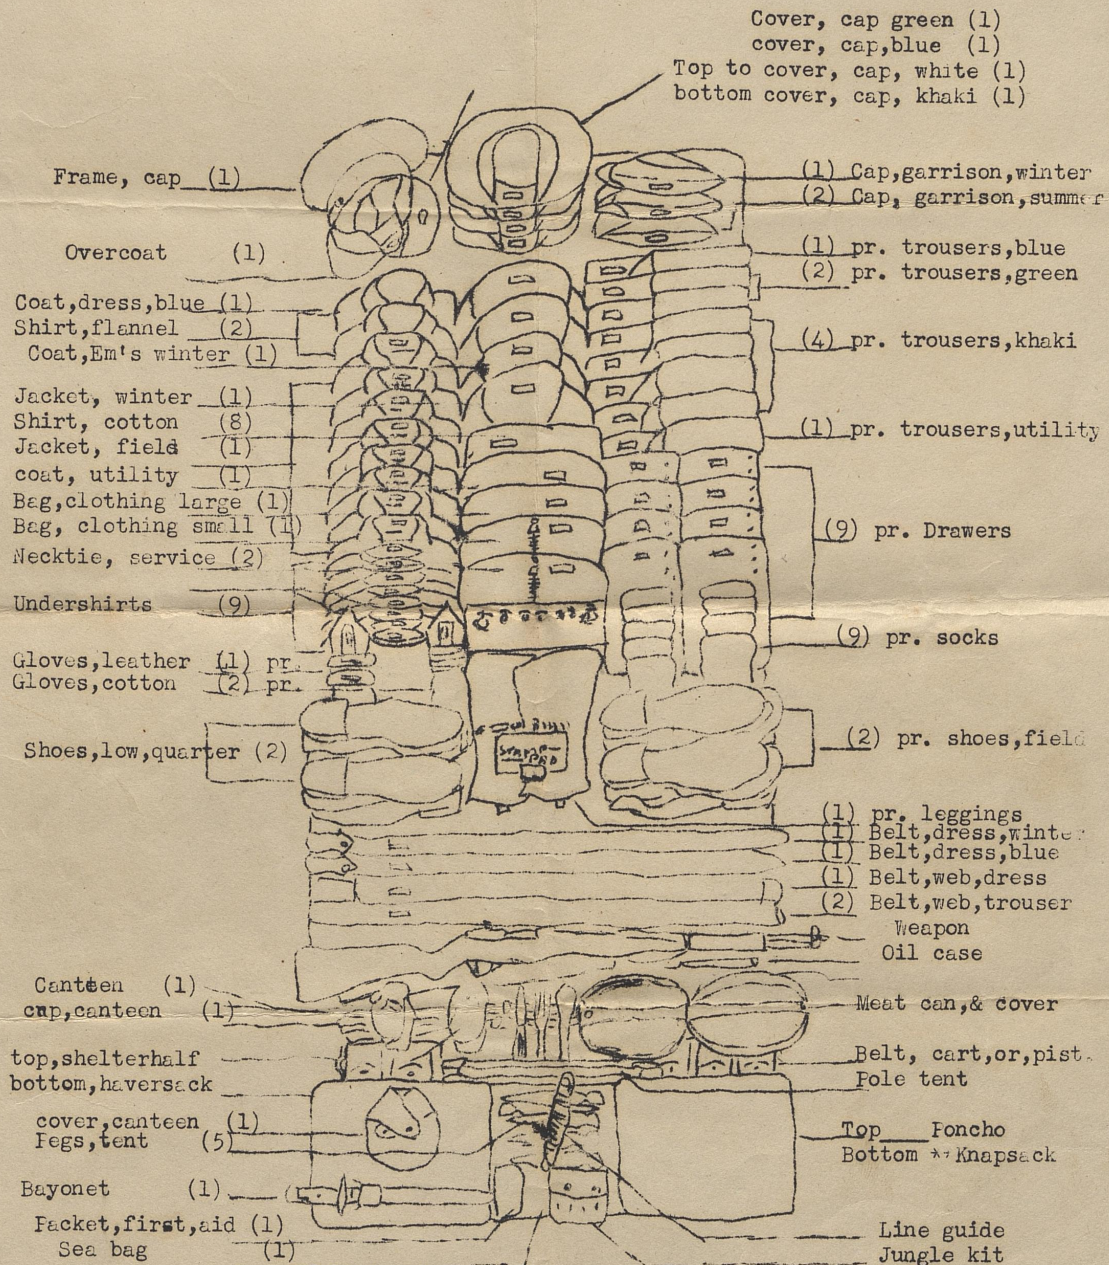 Cover, cap green (1)
cover, cap,blue (1)
Top to cover, cap, white (1)
bottom cover, cap, khaki (1)
Frame, cap (1)
Overcoat (1)
Coat,dress,blue (1)
Shirt,flannel (2)
Coat,Em's winter (1)
Jacket, winter (1)
Shirt, cotton (8)
Jacket, field (1)
coat, utility (1)
Bag,clothing large (1)
Bag, clothing small (1)
Necktie, service (2)
Undershirts (9)
Gloves,leather (1) pr.
Gloves,cotton (2) pr.
Shoes,low,quarter (2)
Canteen (1)
cup,canteen (1)
top,shelterhalf
bottom,haversack
cover,canteen (1)
Pegs,tent (5)
Bayonet (1)
Packet,first,aid (1)
Sea bag (1)
(1) Cap,garrison,winter
(2) Cap, garrison,summer
(1) pr. trousers,blue
(2) pr. trousers,green
(4) pr. trousers,khaki
(1) pr. trousers,utility
(9) pr. Drawers
(9) pr. socks
(2) pr. shoes,field
(1) pr. leggings
(1) Belt,dress,winter
(1) Belt,dress,blue
(1) Belt,web,dress
(2) Belt,web,trouser
Weapon
Oil case
Meat can,& cover
Belt, cart,or,pist.
Pole tent
Top Poncho
Bottom Knapsack
Line guide
Jungle kit